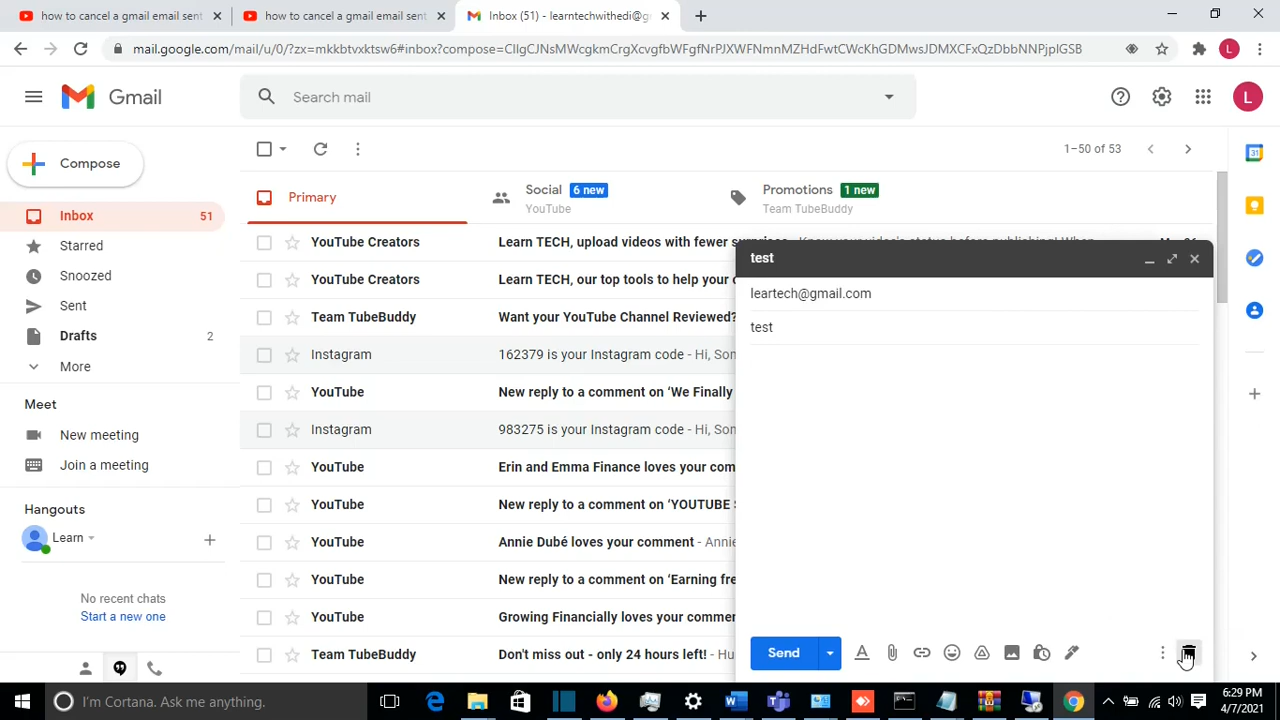 how to cancel a gmail email sent
how to cancel a gmail email sent
Inbox (51) - learntechwithedi@g
mail.google.com/mail/u/0/?zx=mkkbtvxktsw6#inbox?compose=
L
Gmail
Search mail
L
Compose
1–50 of 53
Primary
Social 6 new
YouTube
Promotions 1 new
Team TubeBuddy
Inbox 51
Starred
Snoozed
Sent
Drafts 2
More
Meet
New meeting
Join a meeting
Hangouts
Learn
No recent chats
Start a new one
YouTube Creators Learn TECH, upload videos with fewer surprises - Know your video's status before publishing! When
YouTube Creators Learn TECH, our top tools to help your
Team TubeBuddy Want your YouTube Channel Reviewed?
Instagram 162379 is your Instagram code - Hi, Son
YouTube New reply to a comment on ‘We Finally
Instagram 983275 is your Instagram code - Hi, Son
YouTube Erin and Emma Finance loves your com
YouTube New reply to a comment on ‘YOUTUBE S
YouTube Annie Dubé loves your comment - Annie
YouTube New reply to a comment on ‘Earning fre
YouTube Growing Financially loves your commen
Team TubeBuddy Don't miss out - only 24 hours left! - Hu
test
leartech@gmail.com
test
Send
I'm Cortana. Ask me anything.
6:29 PM
4/7/2021